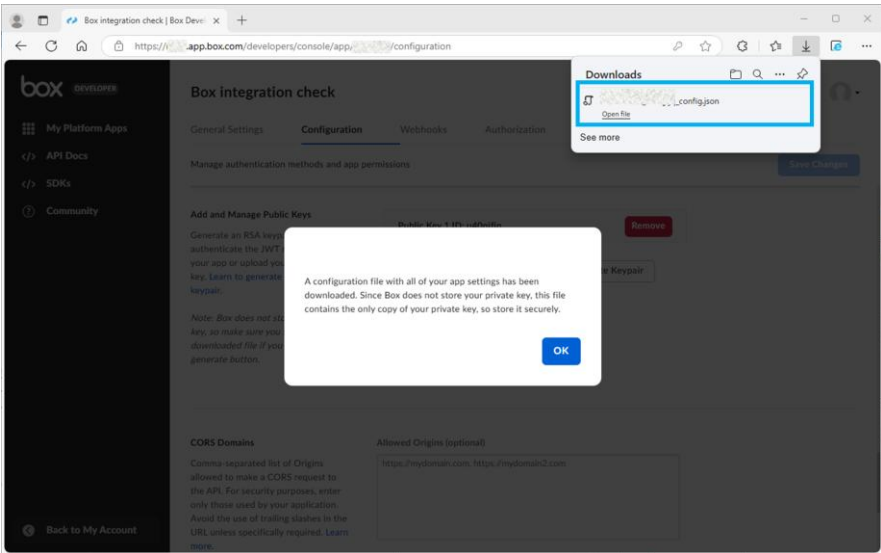 Box integration check | Box Devel
https://
.app.box.com/developers/console/app/
/configuration
Downloads
_config.json
Open file
See more
box DEVELOPER
My Platform Apps
API Docs
SDKs
Community
Back to My Account
Box integration check
General Settings
Configuration
Webhooks
Authorization
Manage authentication methods and app permissions
Save Changes
Add and Manage Public Keys
Generate an RSA keyp
authenticate the JWT
your app or upload you
key. Learn to generate
keypair.
Note: Box does not sto
key, so make sure you
downloaded file if you
generate button.
Public Key 1 ID:
Remove
e Keypair
A configuration file with all of your app settings has been
downloaded. Since Box does not store your private key, this file
contains the only copy of your private key, so store it securely.
OK
CORS Domains
Comma-separated list of Origins
allowed to make a CORS request to
the API. For security purposes, enter
only those used by your application.
Avoid the use of trailing slashes in the
URL unless specifically required. Learn
more.
Allowed Origins (optional)
https://mydomain.com, https://mydomain2.com